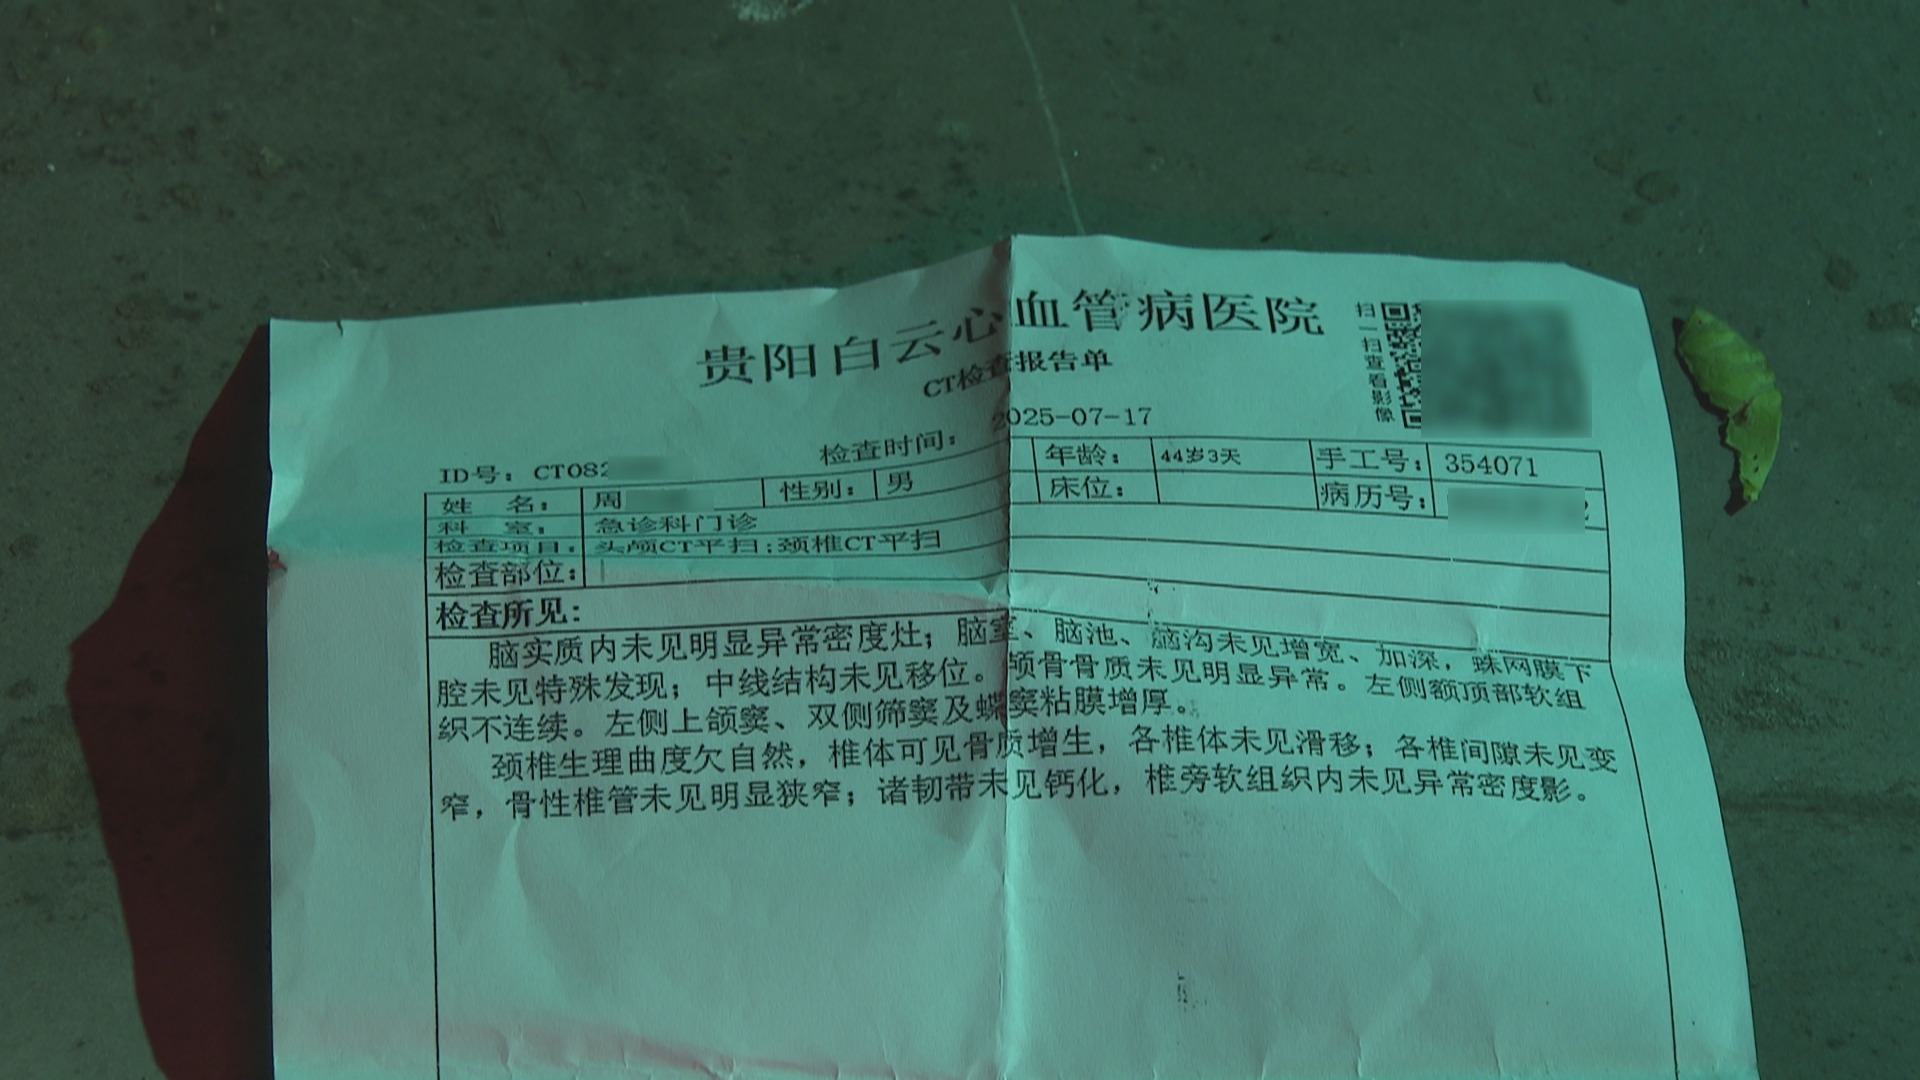 贵阳白云心血管病医院
扫一扫查看影像
CT检查报告单
检查时间: 2025-07-17
ID号: CT082
姓 名: 周 性别: 男 年龄: 44岁3天 手工号: 354071
科 室: 急诊科门诊 床位: 病历号: 2
检查项目: 头颅CT平扫;颈椎CT平扫
检查部位:
检查所见:
脑实质内未见明显异常密度灶; 脑室、脑池、脑沟未见增宽、加深, 蛛网膜下
腔未见特殊发现; 中线结构未见移位。颅骨骨质未见明显异常。左侧额顶部软组
织不连续。左侧上颌窦、双侧筛窦及蝶窦粘膜增厚。
颈椎生理曲度欠自然, 椎体可见骨质增生, 各椎体未见滑移; 各椎间隙未见变
窄, 骨性椎管未见明显狭窄; 诸韧带未见钙化, 椎旁软组织内未见异常密度影。